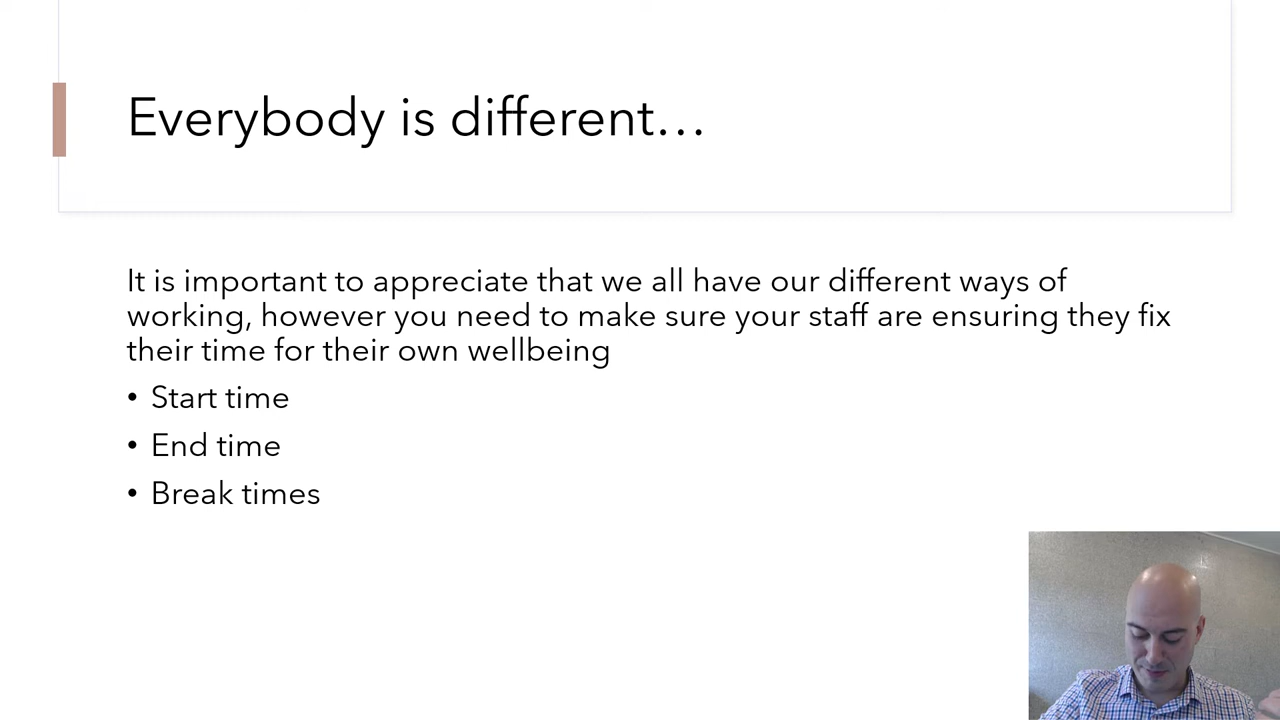 Everybody is different…
It is important to appreciate that we all have our different ways of
working, however you need to make sure your staff are ensuring they fix
their time for their own wellbeing
• Start time
• End time
• Break times